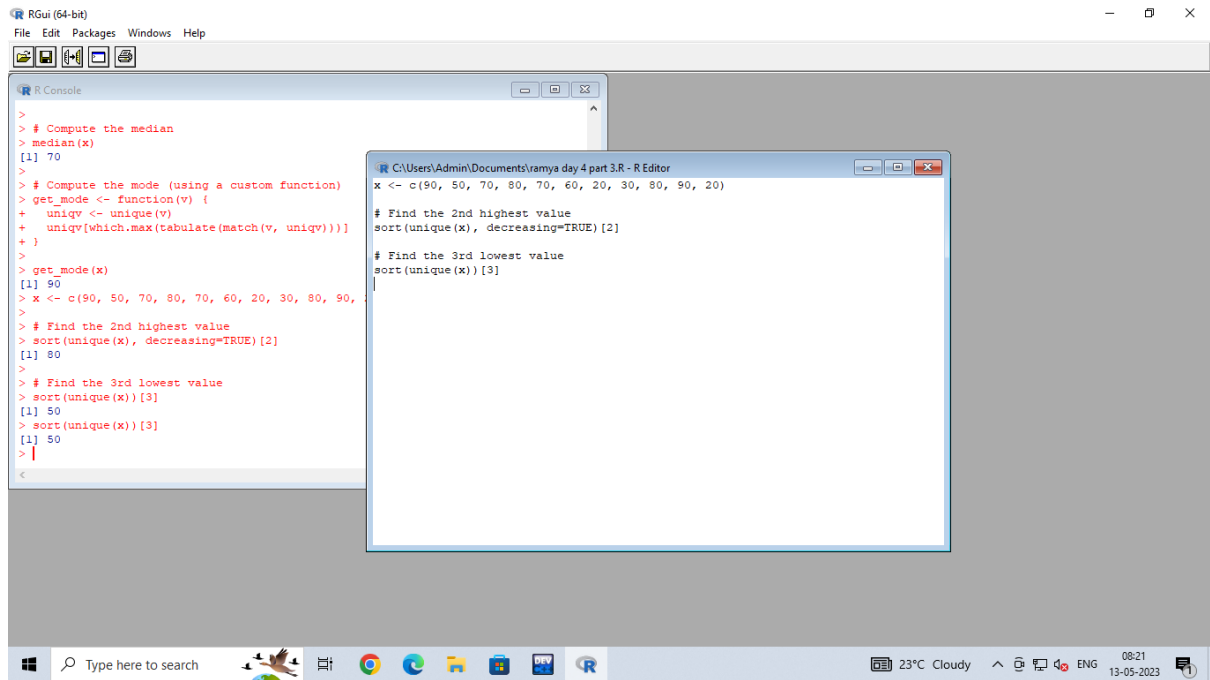 RGui (64-bit)
File Edit Packages Windows Help
R Console
>
> # Compute the median
> median(x)
[1] 70
>
> # Compute the mode (using a custom function)
> get_mode <- function(v) {
+   uniqv <- unique(v)
+   uniqv[which.max(tabulate(match(v, uniqv)))]
+ }
>
> get_mode(x)
[1] 90
> x <- c(90, 50, 70, 80, 70, 60, 20, 30, 80, 90,
>
> # Find the 2nd highest value
> sort(unique(x), decreasing=TRUE)[2]
[1] 80
>
> # Find the 3rd lowest value
> sort(unique(x))[3]
[1] 50
> sort(unique(x))[3]
[1] 50
>
C:\Users\Admin\Documents\ramya day 4 part 3.R - R Editor
x <- c(90, 50, 70, 80, 70, 60, 20, 30, 80, 90, 20)
# Find the 2nd highest value
sort(unique(x), decreasing=TRUE)[2]
# Find the 3rd lowest value
sort(unique(x))[3]
Type here to search
DEV
23°C Cloudy
ENG
08:21
13-05-2023
1